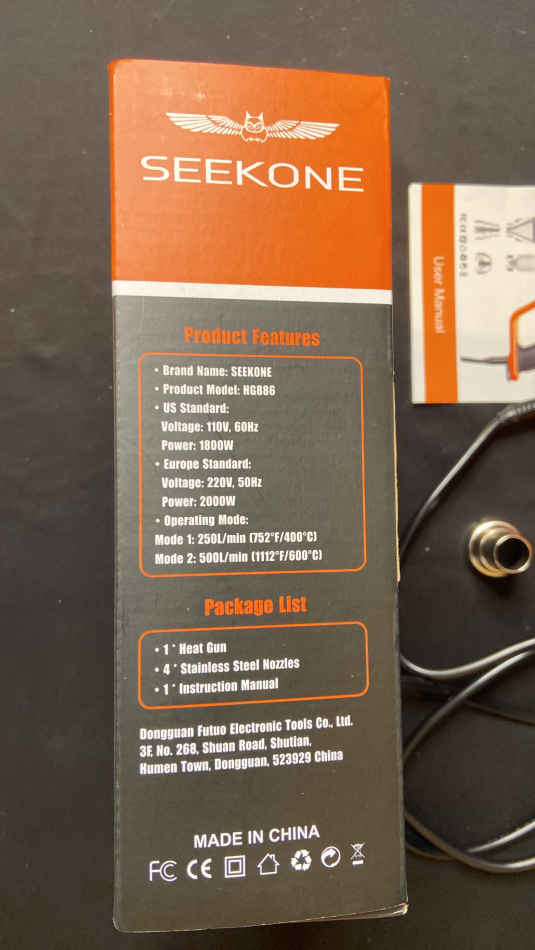 SEEKONE
Product Features
• Brand Name: SEEKONE
• Product Model: HG886
• US Standard:
Voltage: 110V, 60Hz
Power: 1800W
• Europe Standard:
Voltage: 220V, 50Hz
Power: 2000W
• Operating Mode:
Mode 1: 250L/min (752°F/400°C)
Mode 2: 500L/min (1112°F/600°C)
Package List
• 1 * Heat Gun
• 4 * Stainless Steel Nozzles
• 1 * Instruction Manual
Dongguan Futuo Electronic Tools Co., Ltd.
3F, No. 268, Shuan Road, Shutian,
Humen Town, Dongguan, 523929 China
MADE IN CHINA
FC CE
User Manual